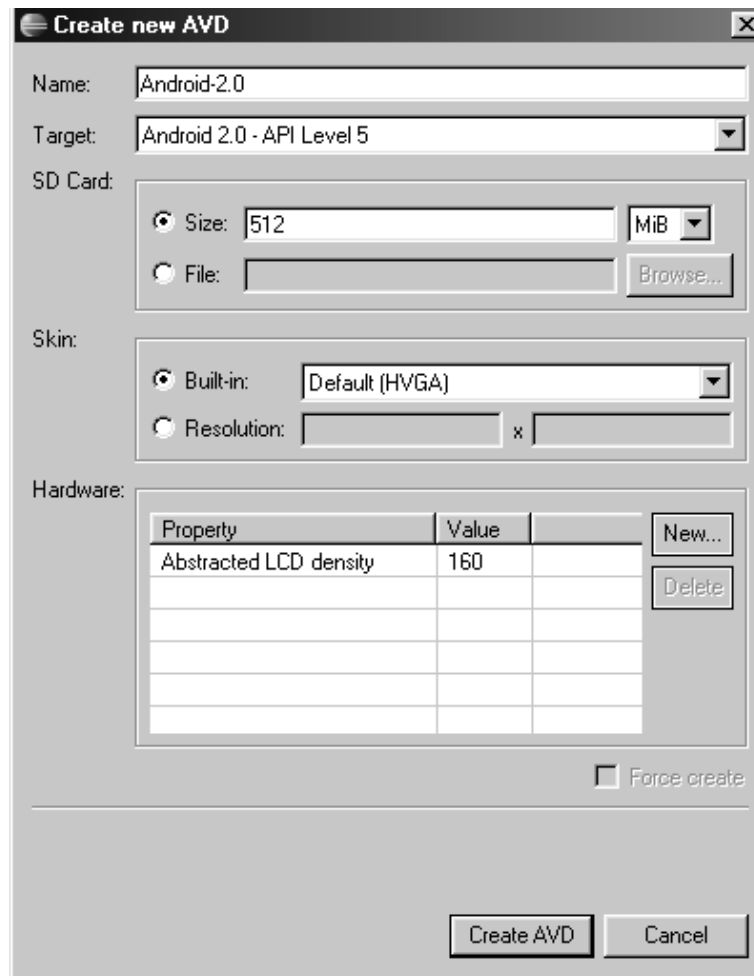 Create new AVD
Name: Android-2.0
Target: Android 2.0 - API Level 5
SD Card:
Size: 512 MiB
File: Browse...
Skin:
Built-in: Default (HVGA)
Resolution: x
Hardware:
Property Value New...
Abstracted LCD density 160
Delete
Force create
Create AVD Cancel